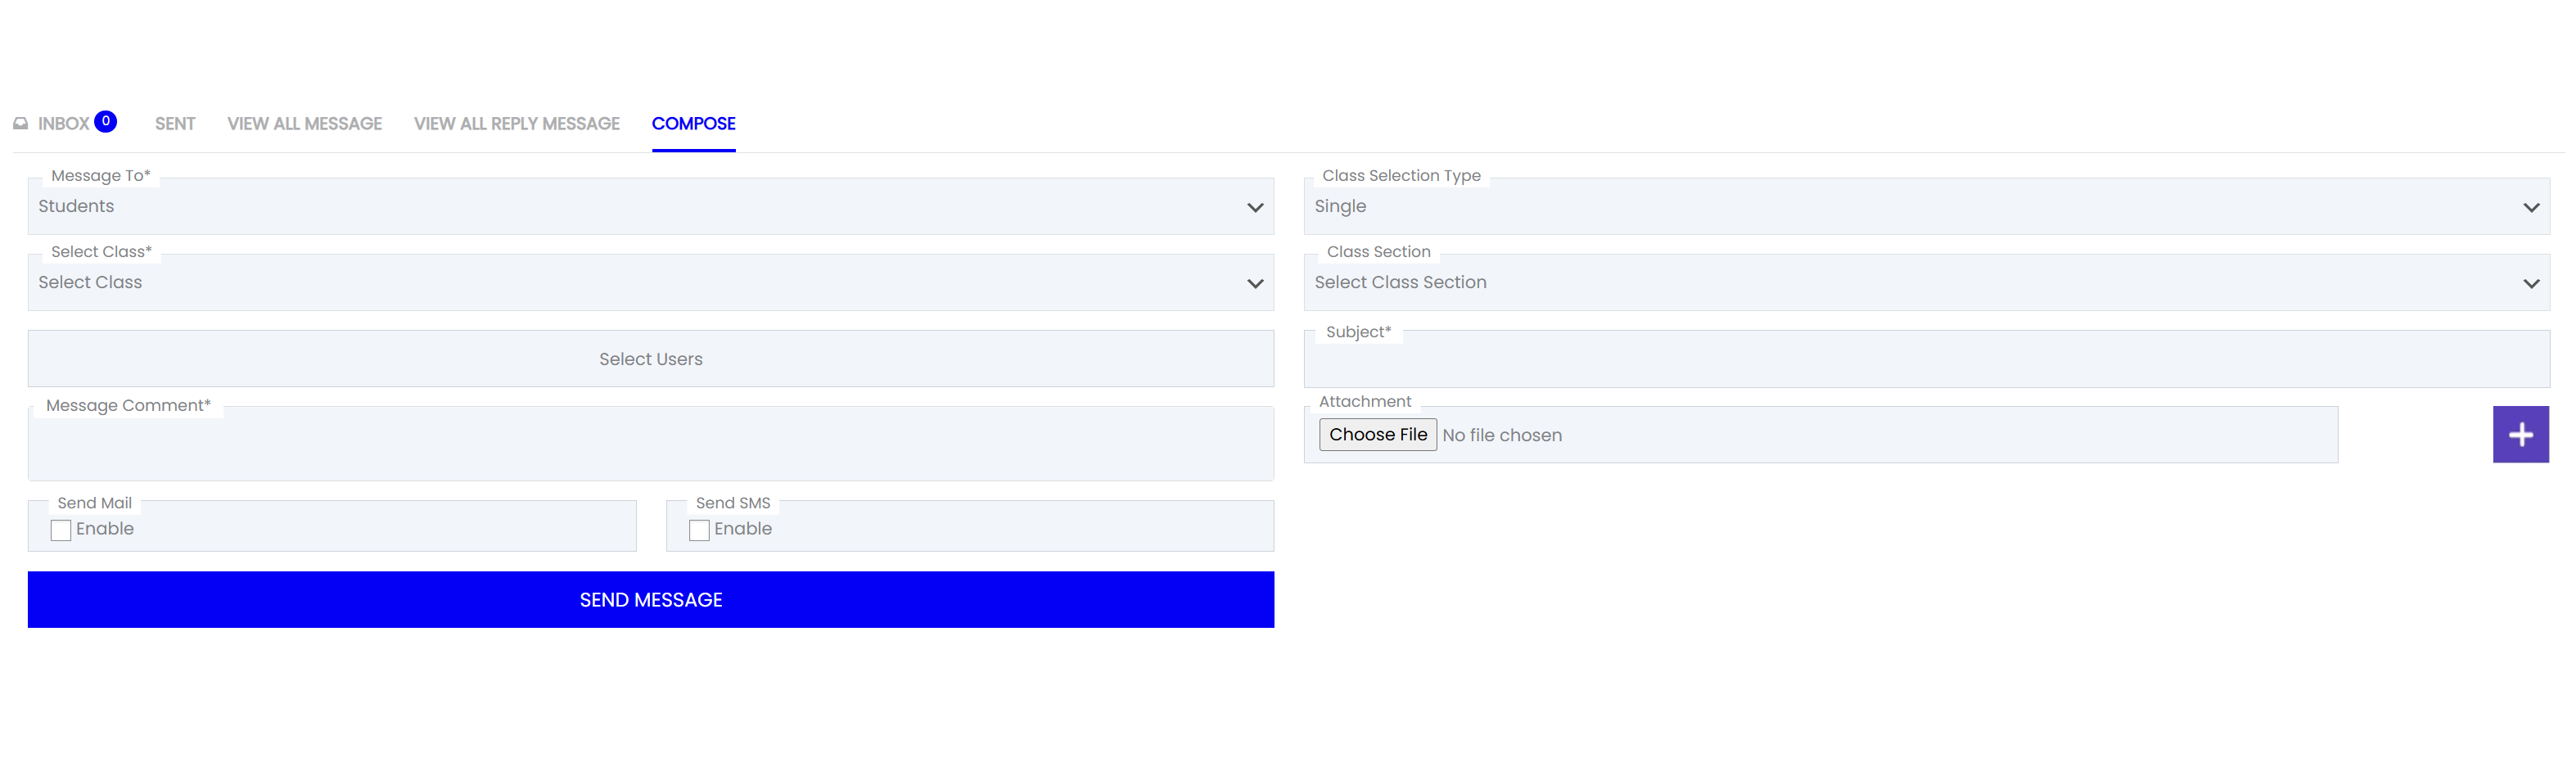 INBOX 0 SENT VIEW ALL MESSAGE VIEW ALL REPLY MESSAGE COMPOSE
Message To*
Students
Class Selection Type
Single
Select Class*
Select Class
Class Section
Select Class Section
Select Users
Subject*
Message Comment*
Attachment
Choose File No file chosen
Send Mail
Enable
Send SMS
Enable
SEND MESSAGE